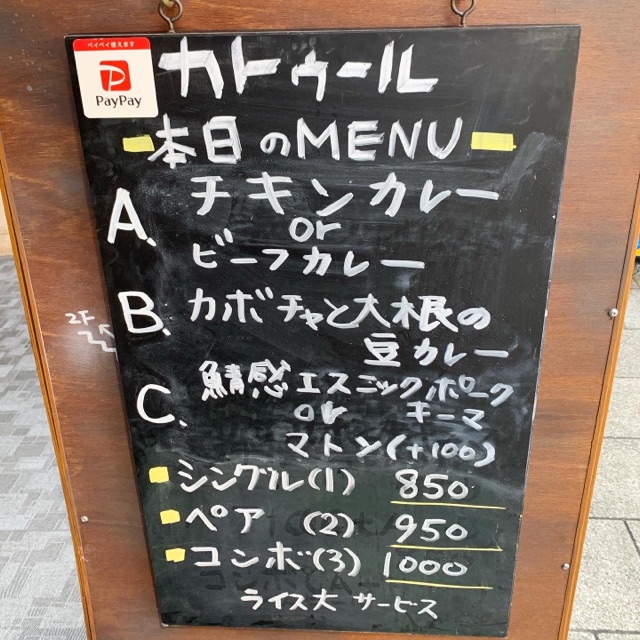 ペイペイ使えます
PayPay
カトゥール
本日のMENU
A. チキンカレー
or
ビーフカレー
B. カボチャと大根の
豆カレー
C. 鯖感エスニックポーク
or キーマ
マトン(+100)
シングル(1) 850
ペア (2) 950
コンボ(3) 1000
ライス大 サービス
2F